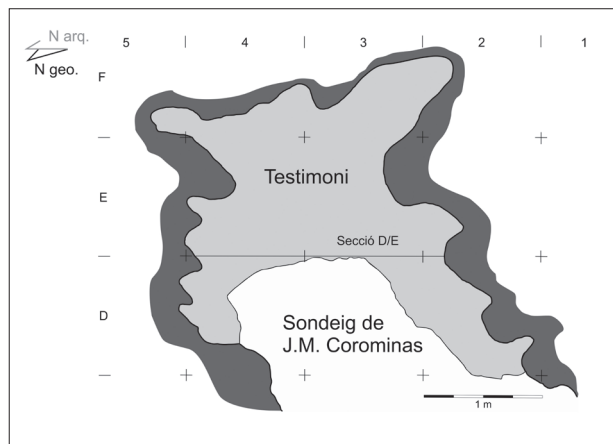 N arq.
N geo.
5 4 3 2 1
F
E
D
Testimoni
Secció D/E
Sondeig de
J.M. Corominas
1 m